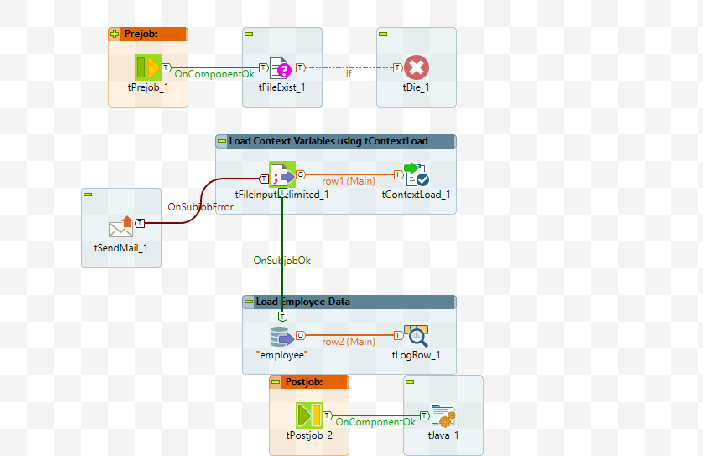 Prejob:
OnComponentOk
If
tPrejob_1
tFileExist_1
tDie_1
Load Context Variables using tContextLoad
row1 (Main)
tFileInputDelimited_1
tContextLoad_1
OnSubjobError
tSendMail_1
OnSubjobOk
Load Employee Data
row2 (Main)
"employee"
tLogRow_1
Postjob:
OnComponentOk
tPostjob_2
tJava_1